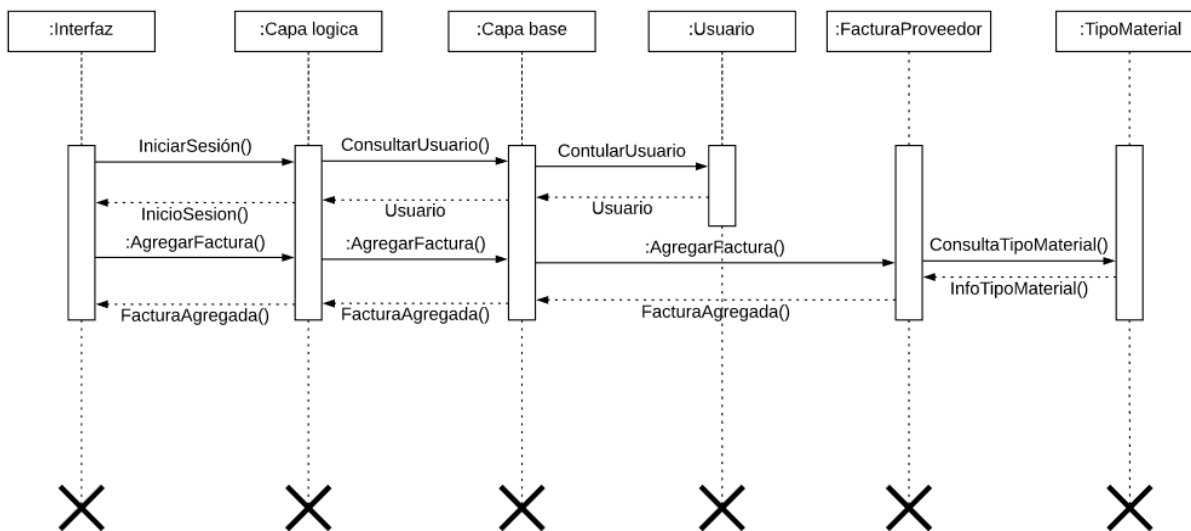 :Interfaz
:Capa logica
:Capa base
:Usuario
:FacturaProveedor
:TipoMaterial
IniciarSesión()
ConsultarUsuario()
ContularUsuario
InicioSesion()
Usuario
Usuario
:AgregarFactura()
:AgregarFactura()
:AgregarFactura()
ConsultaTipoMaterial()
InfoTipoMaterial()
FacturaAgregada()
FacturaAgregada()
FacturaAgregada()